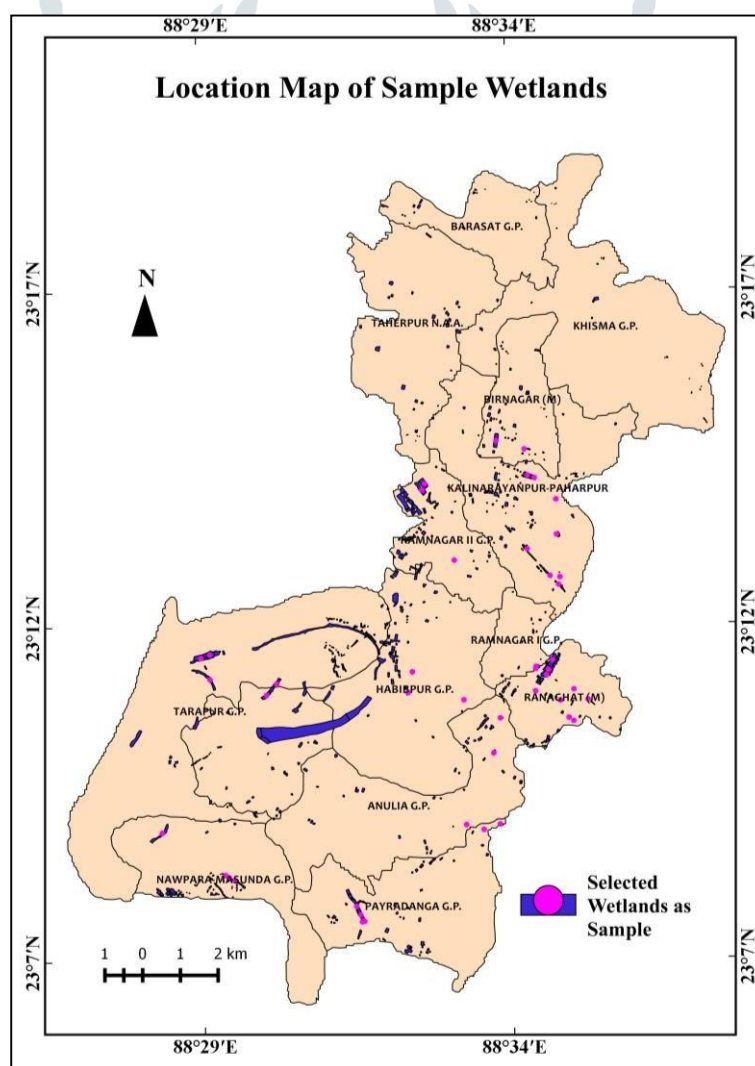 88°29′E 88°34′E
Location Map of Sample Wetlands
BARASAT G.P.
N
23°17′N
23°17′N
TAHERPUR N.A.A.
KHISMA G.P.
BIRNAGAR (M)
KALINARAYANPUR-PAHARPUR
RAMNAGAR II G.P.
23°12′N
23°12′N
RAMNAGAR I G.P.
HABIBPUR G.P.
RANAGHAT (M)
TARAPUR G.P.
ANULIA G.P.
NAWPARA-MASUNDA G.P.
PAYRADANGA G.P.
Selected
Wetlands as
Sample
1 0 1 2 km
23°7′N
23°7′N
88°29′E 88°34′E